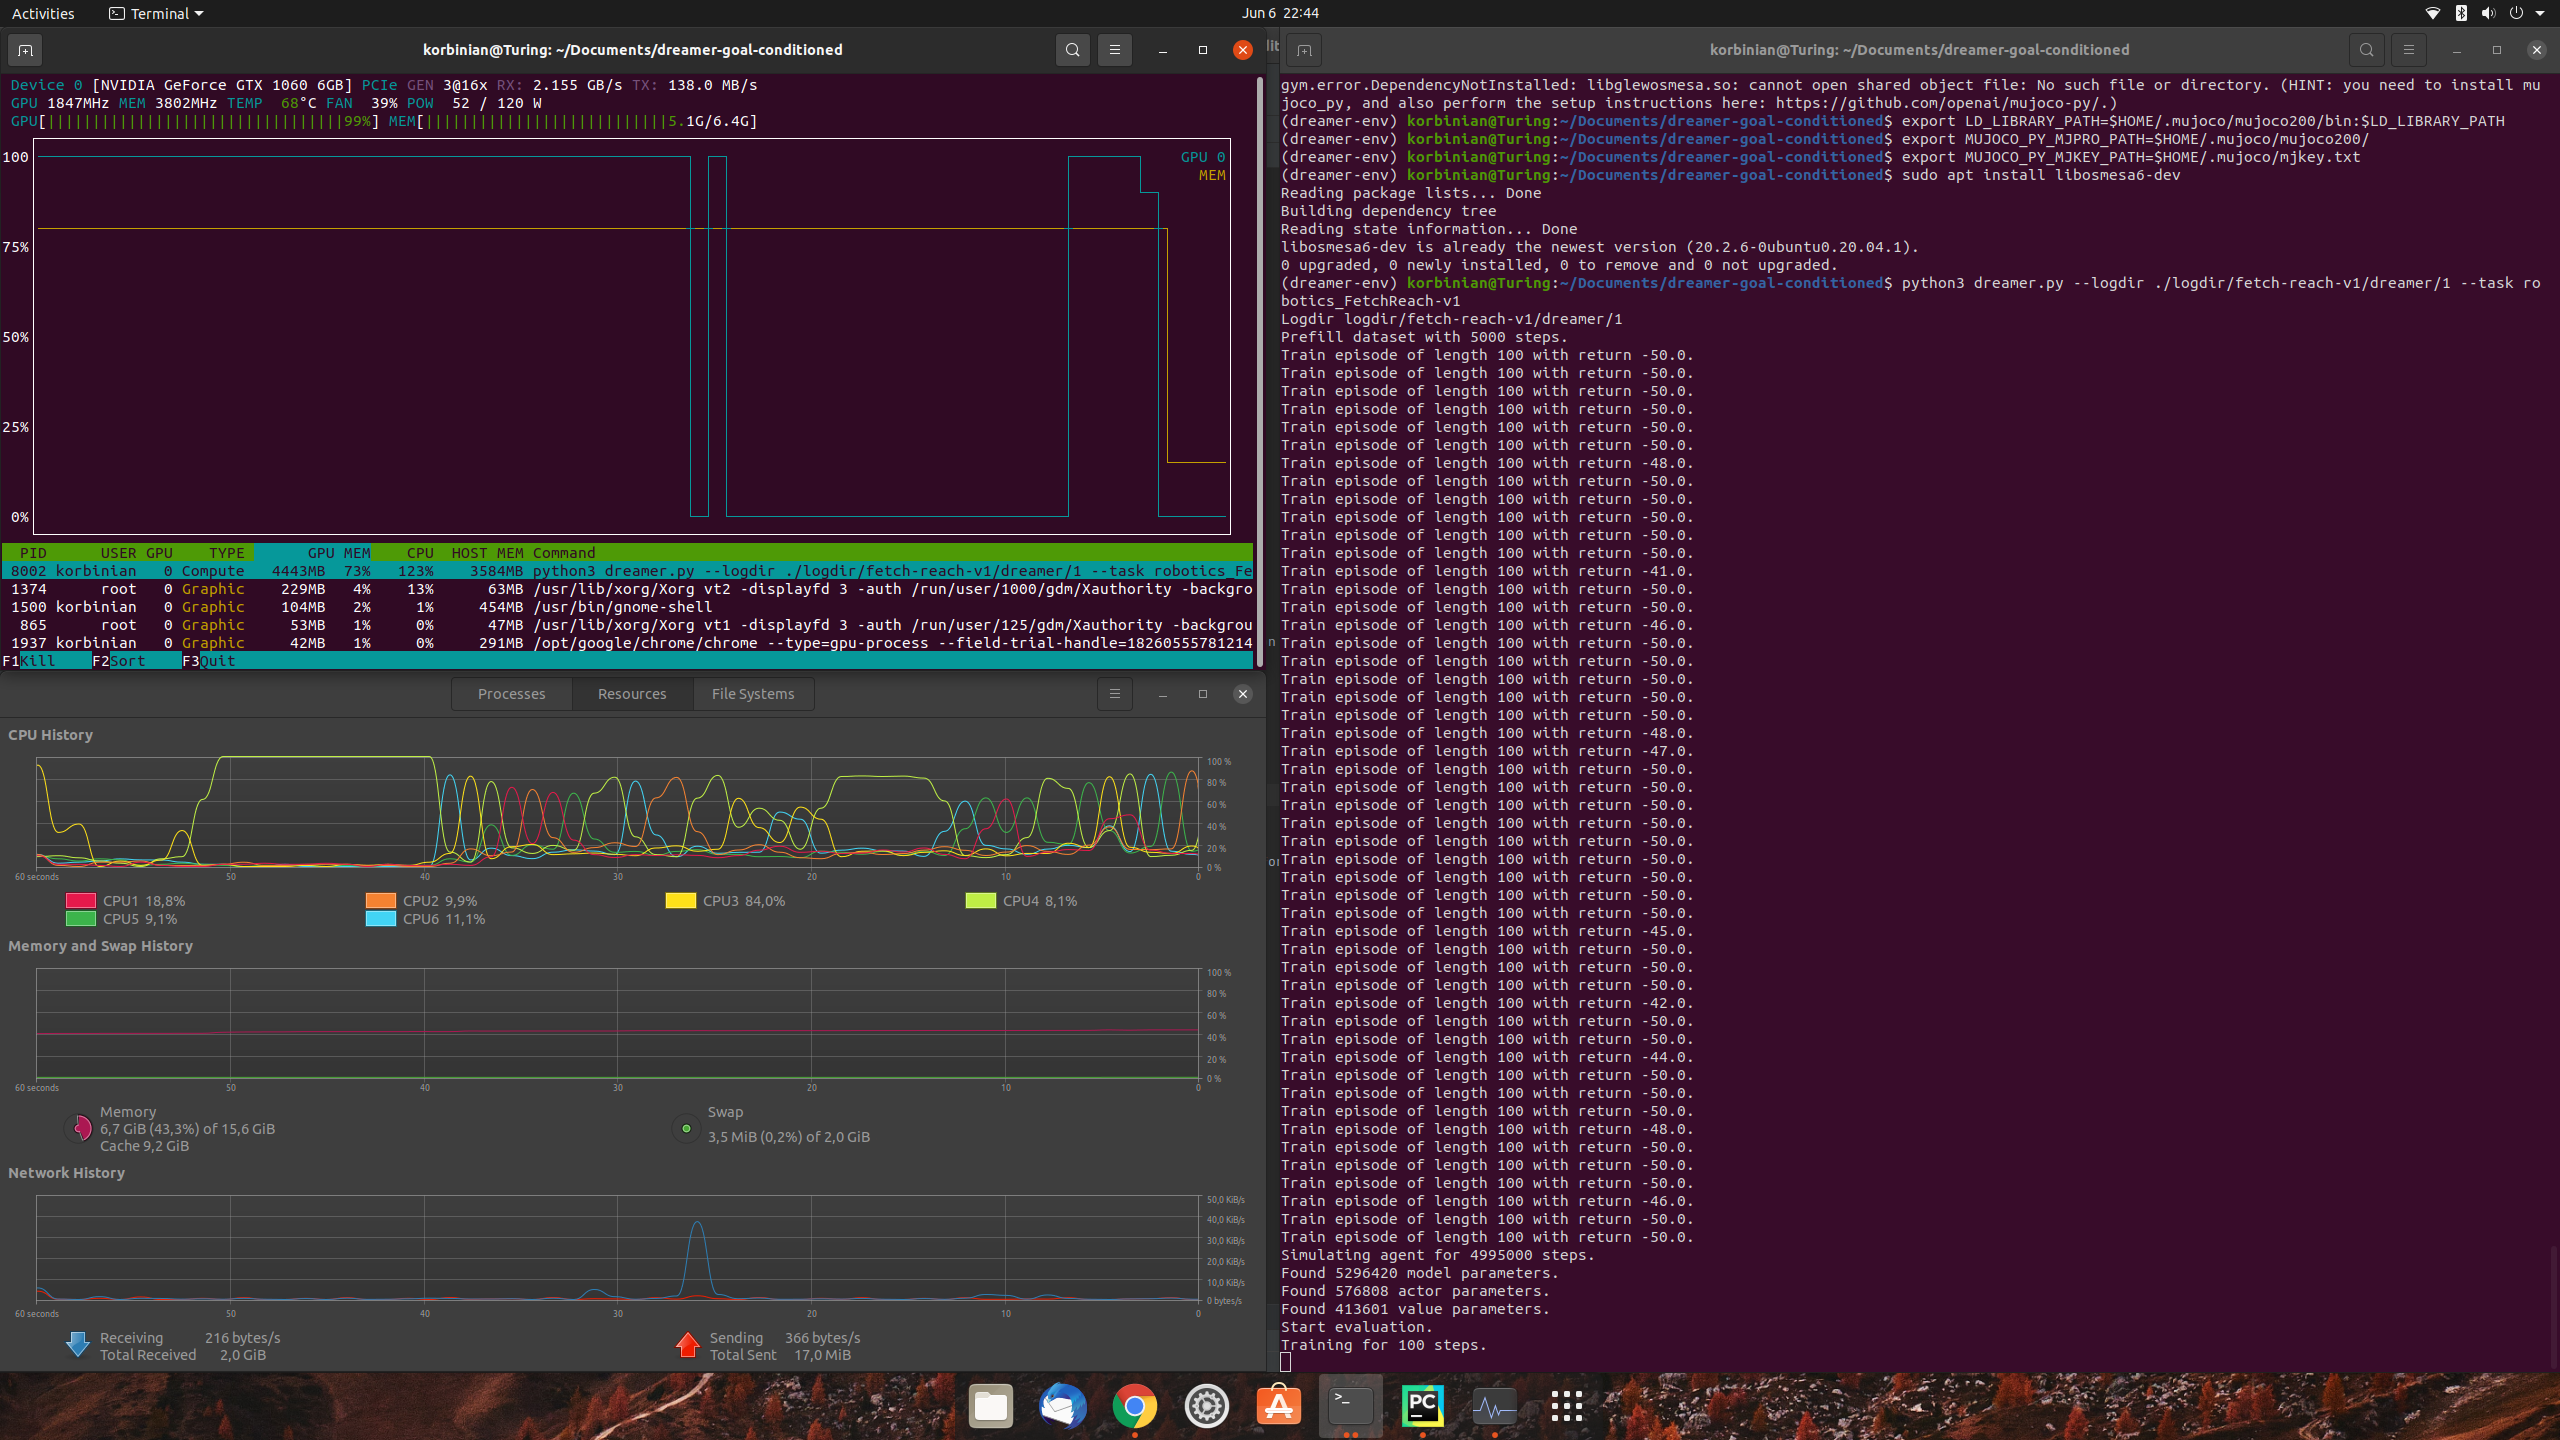 Activities
Terminal
Jun 6 22:44
korbinian@Turing: ~/Documents/dreamer-goal-conditioned
Device 0 [NVIDIA GeForce GTX 1060 6GB] PCIe GEN 3@16x RX: 2.155 GB/s TX: 138.0 MB/s
GPU 1847MHz MEM 3802MHz TEMP 68°C FAN 39% POW 52 / 120 W
GPU[|||||||||||||||||||||||||||||||||99%] MEM[|||||||||||||||||||||||||||5.1G/6.4G]
GPU 0
MEM
100
75%
50%
25%
0%
PID USER GPU TYPE GPU MEM CPU HOST MEM Command
8002 korbinian 0 Compute 4443MB 73% 123% 3584MB python3 dreamer.py --logdir ./logdir/fetch-reach-v1/dreamer/1 --task robotics_Fe
1374 root 0 Graphic 229MB 4% 13% 63MB /usr/lib/xorg/Xorg vt2 -displayfd 3 -auth /run/user/1000/gdm/Xauthority -backgro
1500 korbinian 0 Graphic 104MB 2% 1% 454MB /usr/bin/gnome-shell
865 root 0 Graphic 53MB 1% 0% 47MB /usr/lib/xorg/Xorg vt1 -displayfd 3 -auth /run/user/125/gdm/Xauthority -backgrou
1937 korbinian 0 Graphic 42MB 1% 0% 291MB /opt/google/chrome/chrome --type=gpu-process --field-trial-handle=18260555781214
F1Kill F2Sort F3Quit
Processes Resources File Systems
CPU History
100 %
80 %
60 %
40 %
20 %
0 %
60 seconds 50 40 30 20 10 0
CPU1 18,8% CPU2 9,9% CPU3 84,0% CPU4 8,1%
CPU5 9,1% CPU6 11,1%
Memory and Swap History
100 %
80 %
60 %
40 %
20 %
0 %
60 seconds 50 40 30 20 10 0
Memory
6,7 GiB (43,3%) of 15,6 GiB
Cache 9,2 GiB
Swap
3,5 MiB (0,2%) of 2,0 GiB
Network History
50,0 KiB/s
40,0 KiB/s
30,0 KiB/s
20,0 KiB/s
10,0 KiB/s
0 bytes/s
60 seconds 50 40 30 20 10 0
Receiving 216 bytes/s
Total Received 2,0 GiB
Sending 366 bytes/s
Total Sent 17,0 MiB
korbinian@Turing: ~/Documents/dreamer-goal-conditioned
gym.error.DependencyNotInstalled: libglewosmesa.so: cannot open shared object file: No such file or directory. (HINT: you need to install mu
joco_py, and also perform the setup instructions here: https://github.com/openai/mujoco-py/.)
(dreamer-env) korbinian@Turing:~/Documents/dreamer-goal-conditioned$ export LD_LIBRARY_PATH=$HOME/.mujoco/mujoco200/bin:$LD_LIBRARY_PATH
(dreamer-env) korbinian@Turing:~/Documents/dreamer-goal-conditioned$ export MUJOCO_PY_MJPRO_PATH=$HOME/.mujoco/mujoco200/
(dreamer-env) korbinian@Turing:~/Documents/dreamer-goal-conditioned$ export MUJOCO_PY_MJKEY_PATH=$HOME/.mujoco/mjkey.txt
(dreamer-env) korbinian@Turing:~/Documents/dreamer-goal-conditioned$ sudo apt install libosmesa6-dev
Reading package lists... Done
Building dependency tree
Reading state information... Done
libosmesa6-dev is already the newest version (20.2.6-0ubuntu0.20.04.1).
0 upgraded, 0 newly installed, 0 to remove and 0 not upgraded.
(dreamer-env) korbinian@Turing:~/Documents/dreamer-goal-conditioned$ python3 dreamer.py --logdir ./logdir/fetch-reach-v1/dreamer/1 --task ro
botics_FetchReach-v1
Logdir logdir/fetch-reach-v1/dreamer/1
Prefill dataset with 5000 steps.
Train episode of length 100 with return -50.0.
Train episode of length 100 with return -50.0.
Train episode of length 100 with return -50.0.
Train episode of length 100 with return -50.0.
Train episode of length 100 with return -50.0.
Train episode of length 100 with return -50.0.
Train episode of length 100 with return -48.0.
Train episode of length 100 with return -50.0.
Train episode of length 100 with return -50.0.
Train episode of length 100 with return -50.0.
Train episode of length 100 with return -50.0.
Train episode of length 100 with return -50.0.
Train episode of length 100 with return -41.0.
Train episode of length 100 with return -50.0.
Train episode of length 100 with return -50.0.
Train episode of length 100 with return -46.0.
Train episode of length 100 with return -50.0.
Train episode of length 100 with return -50.0.
Train episode of length 100 with return -50.0.
Train episode of length 100 with return -50.0.
Train episode of length 100 with return -50.0.
Train episode of length 100 with return -48.0.
Train episode of length 100 with return -47.0.
Train episode of length 100 with return -50.0.
Train episode of length 100 with return -50.0.
Train episode of length 100 with return -50.0.
Train episode of length 100 with return -50.0.
Train episode of length 100 with return -50.0.
Train episode of length 100 with return -50.0.
Train episode of length 100 with return -50.0.
Train episode of length 100 with return -50.0.
Train episode of length 100 with return -50.0.
Train episode of length 100 with return -45.0.
Train episode of length 100 with return -50.0.
Train episode of length 100 with return -50.0.
Train episode of length 100 with return -50.0.
Train episode of length 100 with return -42.0.
Train episode of length 100 with return -50.0.
Train episode of length 100 with return -50.0.
Train episode of length 100 with return -44.0.
Train episode of length 100 with return -50.0.
Train episode of length 100 with return -50.0.
Train episode of length 100 with return -50.0.
Train episode of length 100 with return -48.0.
Train episode of length 100 with return -50.0.
Train episode of length 100 with return -50.0.
Train episode of length 100 with return -50.0.
Train episode of length 100 with return -46.0.
Train episode of length 100 with return -50.0.
Train episode of length 100 with return -50.0.
Simulating agent for 4995000 steps.
Found 5296420 model parameters.
Found 576808 actor parameters.
Found 413601 value parameters.
Start evaluation.
Training for 100 steps.